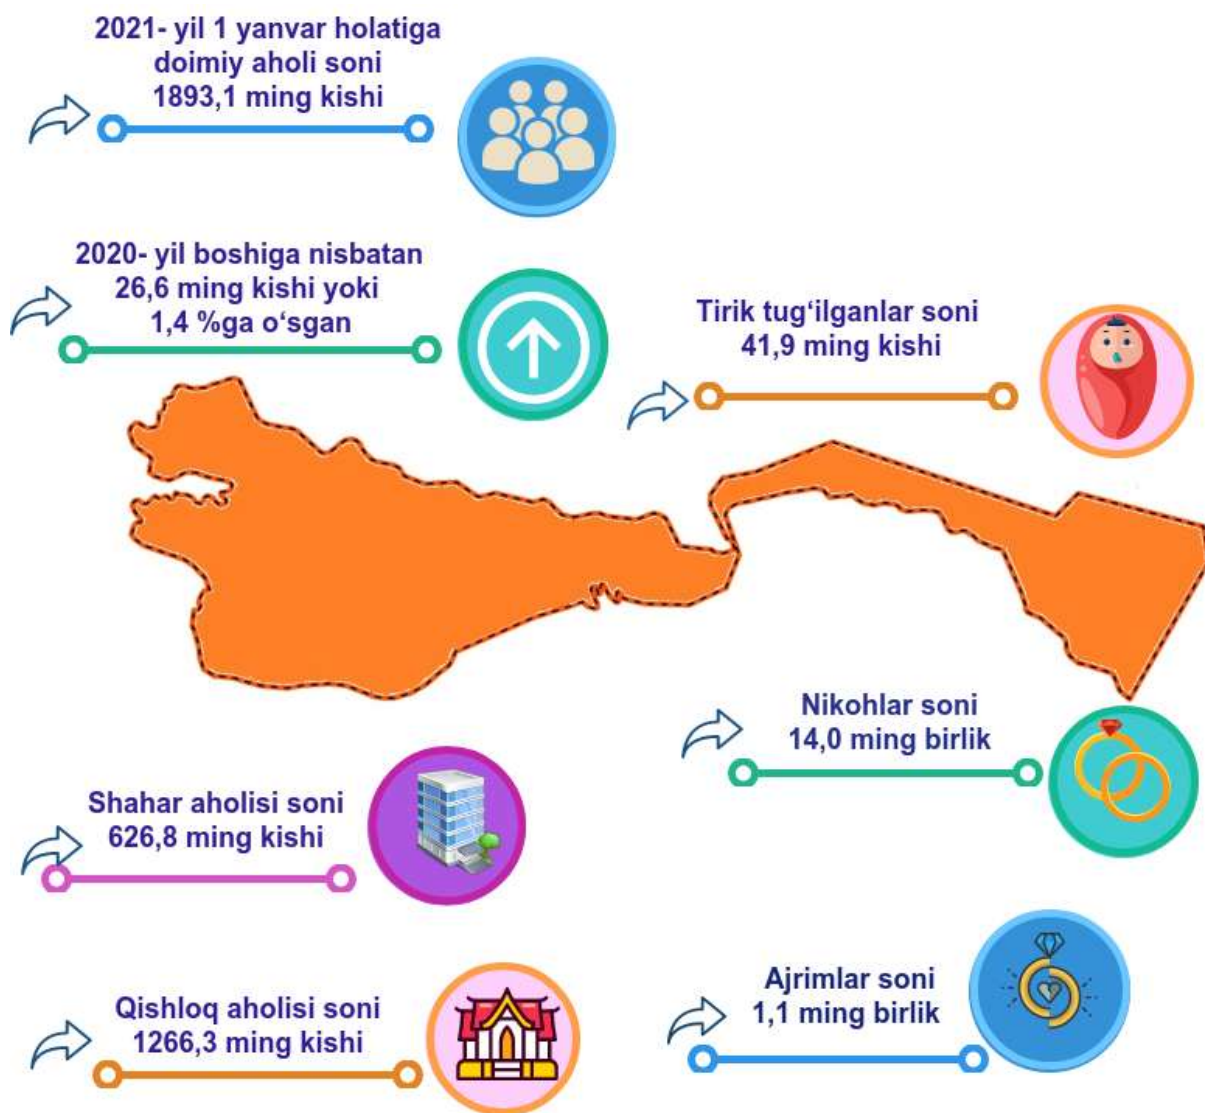 2021- yil 1 yanvar holatiga
doimiy aholi soni
1893,1 ming kishi
2020- yil boshiga nisbatan
26,6 ming kishi yoki
1,4 %ga o‘sgan
Tirik tug‘ilganlar soni
41,9 ming kishi
Nikohlar soni
14,0 ming birlik
Shahar aholisi soni
626,8 ming kishi
Ajrimlar soni
1,1 ming birlik
Qishloq aholisi soni
1266,3 ming kishi